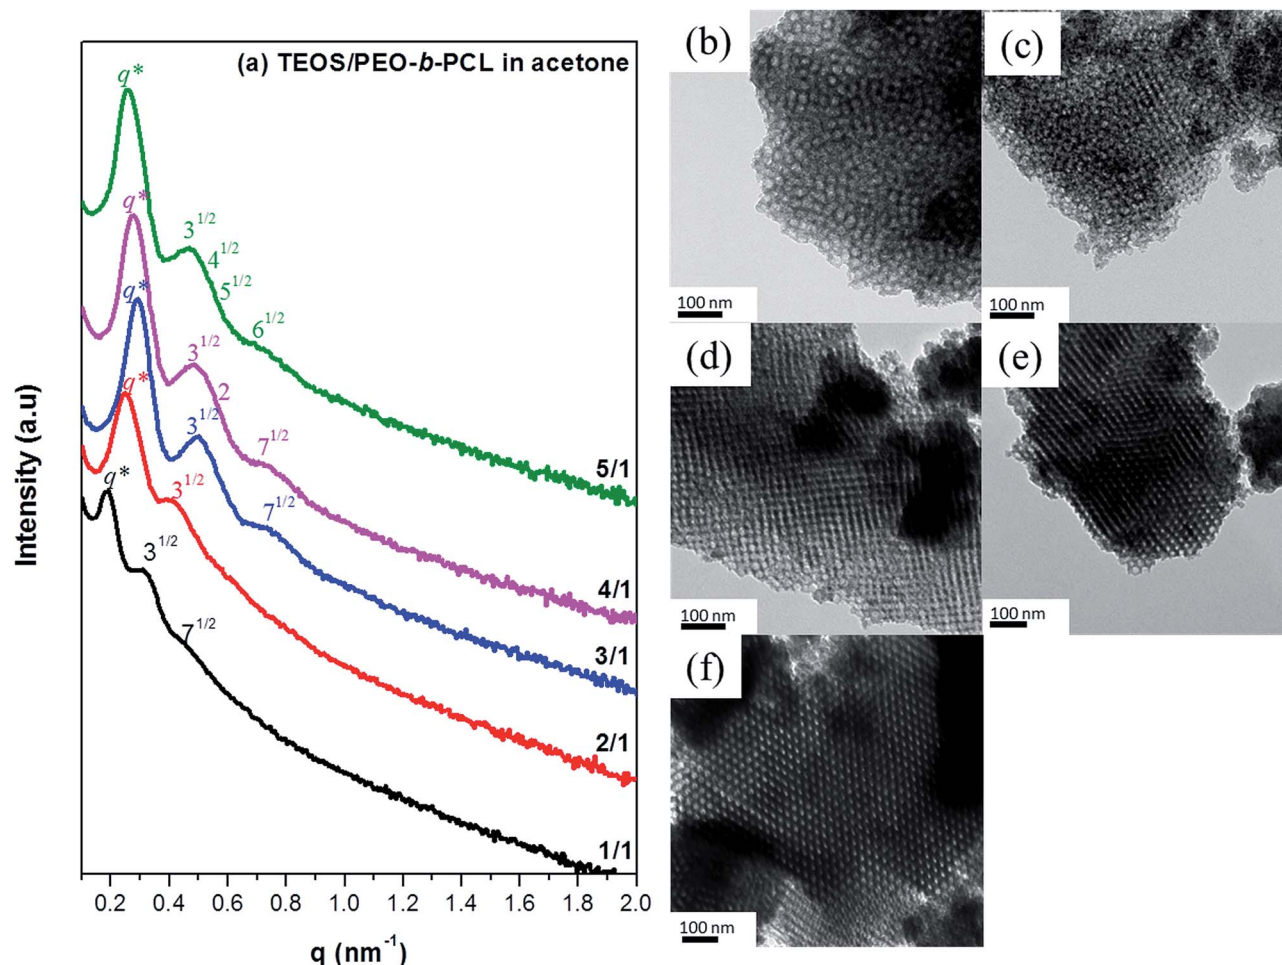 (a) TEOS/PEO-b-PCL in acetone
q*
3^1/2
4^1/2
5^1/2
6^1/2
5/1
q*
3^1/2
2
7^1/2
4/1
q*
3^1/2
7^1/2
3/1
q*
3^1/2
2/1
q*
3^1/2
7^1/2
1/1
Intensity (a.u)
0.2 0.4 0.6 0.8 1.0 1.2 1.4 1.6 1.8 2.0
q (nm^-1)
(b)
100 nm
(c)
100 nm
(d)
100 nm
(e)
100 nm
(f)
100 nm